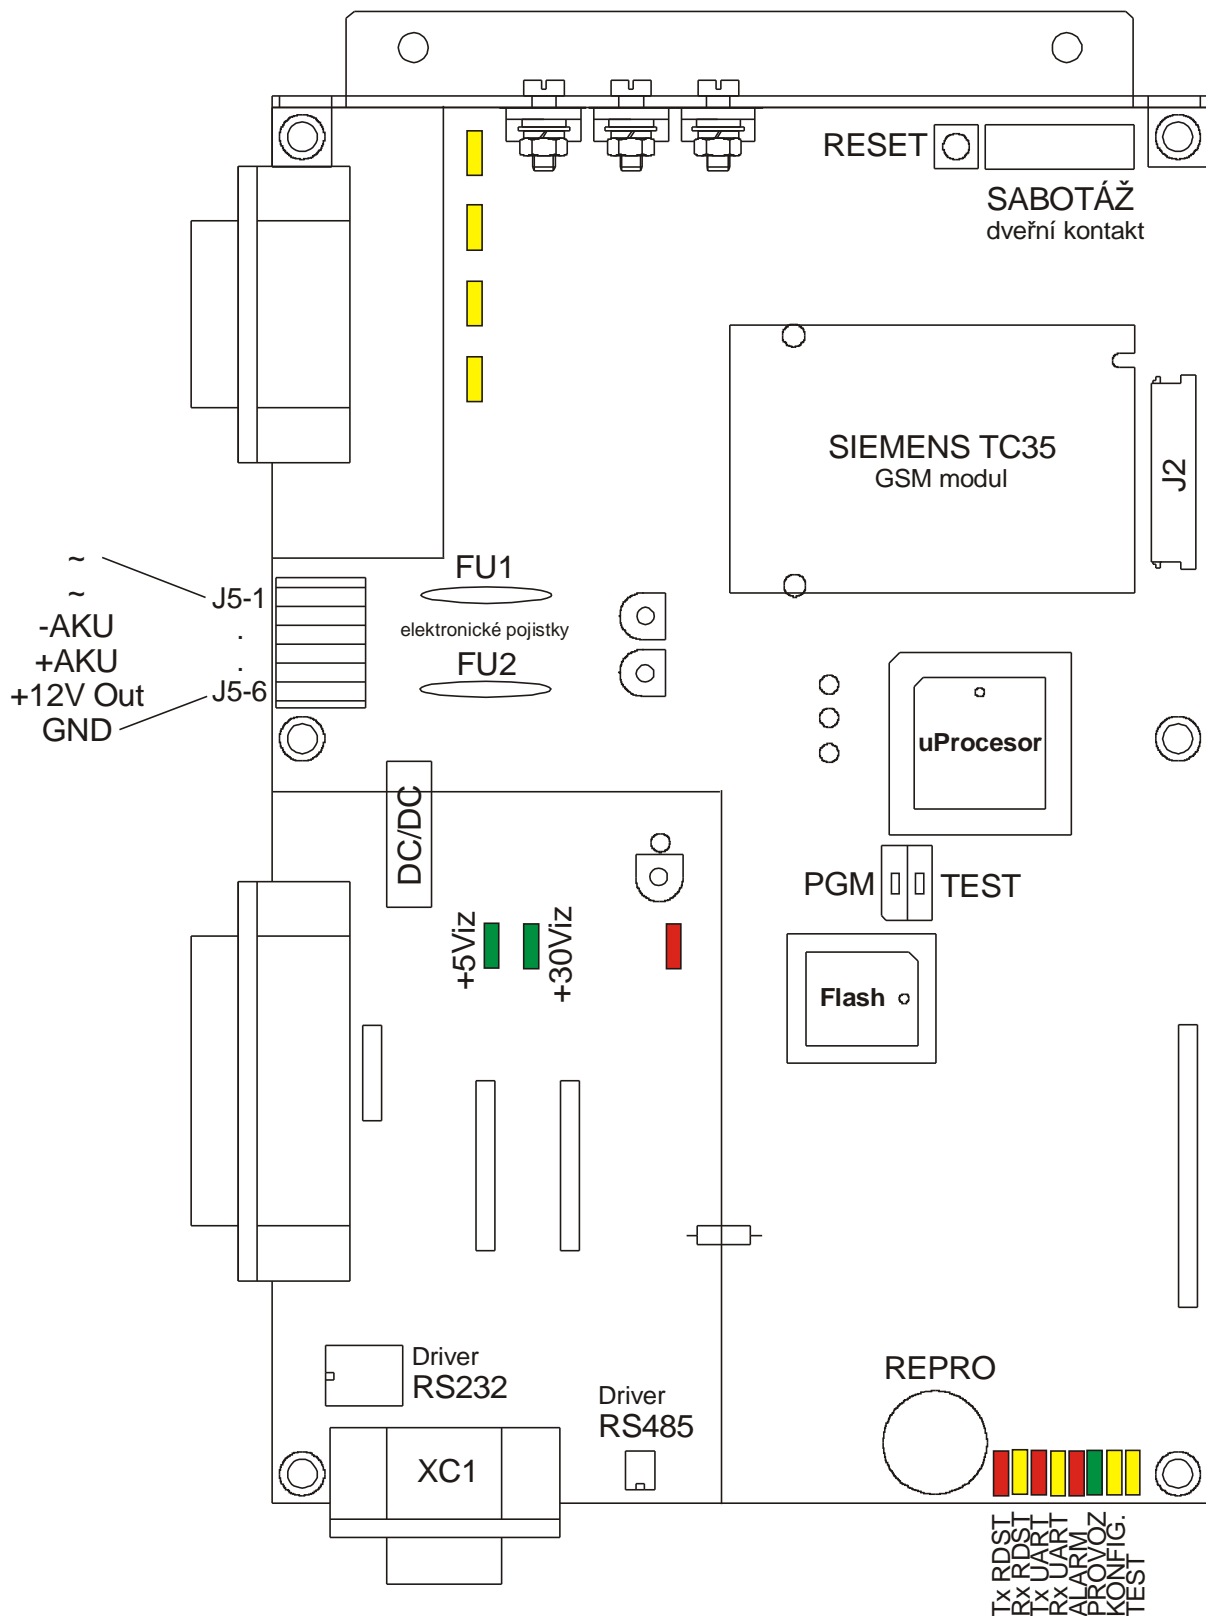 RESET
SABOTÁŽ
dveřní kontakt
SIEMENS TC35
GSM modul
J2
~
~
-AKU
+AKU
+12V Out
GND
J5-1
.
.
J5-6
FU1
elektronické pojistky
FU2
uProcesor
DC/DC
PGM
TEST
+5Viz
+30Viz
Flash
Driver
RS232
Driver
RS485
XC1
REPRO
Tx RDST
Rx RDST
Tx UART
Rx UART
ALARM
PROVOZ
KONFIG.
TEST